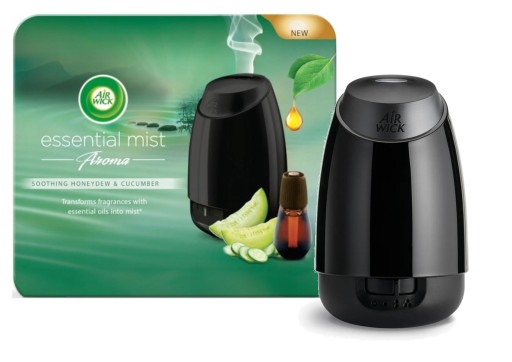 NEW
AiR
WICK
essential mist
Aroma
SOOTHING HONEYDEW & CUCUMBER
Transforms fragrances with
essential oils into mist*
AiR
WICK